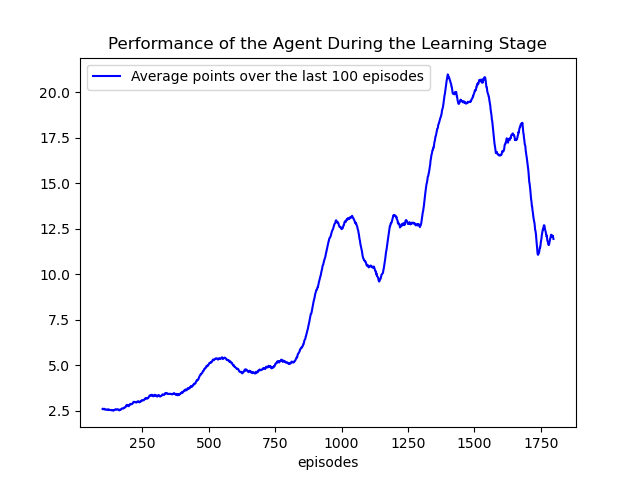 Performance of the Agent During the Learning Stage
Average points over the last 100 episodes
20.0
17.5
15.0
12.5
10.0
7.5
5.0
2.5
250 500 750 1000 1250 1500 1750
episodes